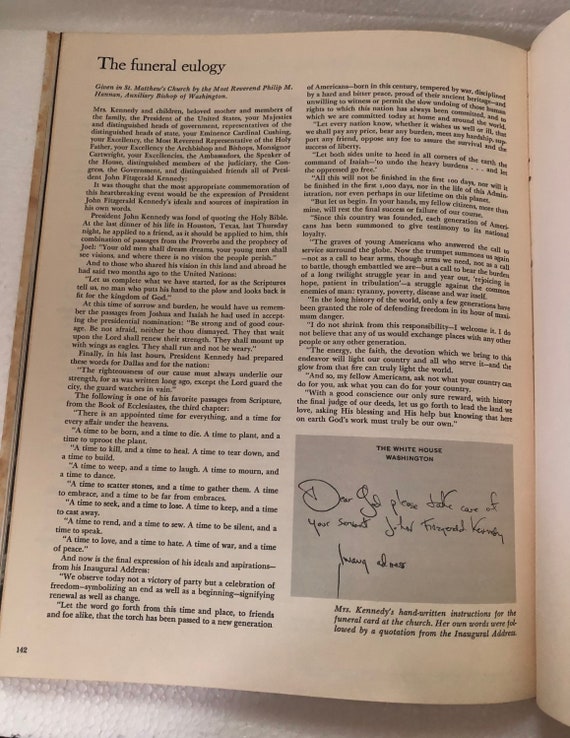 The funeral eulogy
Given in St. Matthew's Church by the Most Reverend Philip M.
Hannan, Auxiliary Bishop of Washington.
Mrs. Kennedy and children, beloved mother and members of
the family, the President of the United States, your Majesties
and distinguished heads of government, representatives of the
distinguished heads of state, your Eminence Cardinal Cushing,
your Excellency, the Most Reverend Representative of the Holy
Father, your Excellency the Archbishop and Bishops, Monsignor
Cartwright, your Excellencies, the Ambassadors, the Speaker of
the House, distinguished members of the judiciary, the Con-
gress, the Government, and distinguished friends all of Presi-
dent John Fitzgerald Kennedy:
It was thought that the most appropriate commemoration of
this heartbreaking event would be the expression of President
John Fitzgerald Kennedy's ideals and sources of inspiration in
his own words.
President John Kennedy was fond of quoting the Holy Bible.
At the last dinner of his life in Houston, Texas, last Thursday
night, he applied to a friend, as it should be applied to him, this
combination of passages from the Proverbs and the prophecy of
Joel: "Your old men shall dream dreams, your young men shall
see visions, and where there is no vision the people perish."
And to those who shared his vision in this land and abroad he
had said two months ago to the United Nations:
"Let us complete what we have started, for as the Scriptures
tell us, no man who puts his hand to the plow and looks back is
fit for the kingdom of God."
At this time of sorrow and burden, he would have us remem-
ber the passages from Joshua and Isaiah he had used in accept-
ing the presidential nomination: "Be strong and of good cour-
age. Be not afraid, neither be thou dismayed. They that wait
upon the Lord shall renew their strength. They shall mount up
with wings as eagles. They shall run and not be weary."
Finally, in his last hours, President Kennedy had prepared
these words for Dallas and for the nation:
"The righteousness of our cause must always underlie our
strength, for as was written long ago, except the Lord guard the
city, the guard watches in vain."
The following is one of his favorite passages from Scripture,
from the Book of Ecclesiastes, the third chapter:
"There is an appointed time for everything, and a time for
every affair under the heavens.
"A time to be born, and a time to die. A time to plant, and a
time to uproot the plant.
"A time to kill, and a time to heal. A time to tear down, and
a time to build.
"A time to weep, and a time to laugh. A time to mourn, and
a time to dance.
"A time to scatter stones, and a time to gather them. A time
to embrace, and a time to be far from embraces.
"A time to seek, and a time to lose. A time to keep, and a time
to cast away.
"A time to rend, and a time to sew. A time to be silent, and a
time to speak.
"A time to love, and a time to hate. A time of war, and a time
of peace."
And now is the final expression of his ideals and aspirations—
from his Inaugural Address:
"We observe today not a victory of party but a celebration of
freedom—symbolizing an end as well as a beginning—signifying
renewal as well as change.
"Let the word go forth from this time and place, to friends
and foe alike, that the torch has been passed to a new generation
142
of Americans—born in this century, tempered by war, disciplined
by a hard and bitter peace, proud of their ancient heritage—and
unwilling to witness or permit the slow undoing of those human
rights to which this nation has always been committed, and to
which we are committed today at home and around the world.
"Let every nation know, whether it wishes us well or ill, that
we shall pay any price, bear any burden, meet any hardship, sup-
port any friend, oppose any foe to assure the survival and the
success of liberty.
"Let both sides unite to heed in all corners of the earth the
command of Isaiah—'to undo the heavy burdens . . . and let
the oppressed go free.'
"All this will not be finished in the first 100 days, nor will it
be finished in the first 1,000 days, nor in the life of this Admin-
istration, nor even perhaps in our lifetime on this planet.
"But let us begin. In your hands, my fellow citizens, more than
mine, will rest the final success or failure of our course.
"Since this country was founded, each generation of Ameri-
cans has been summoned to give testimony to its national
loyalty.
"The graves of young Americans who answered the call to
service surround the globe. Now the trumpet summons us again
—not as a call to bear arms, though arms we need, not as a call
to battle, though embattled we are—but a call to bear the burden
of a long twilight struggle year in and year out, 'rejoicing in
hope, patient in tribulation'—a struggle against the common
enemies of man: tyranny, poverty, disease and war itself.
"In the long history of the world, only a few generations have
been granted the role of defending freedom in its hour of maxi-
mum danger.
"I do not shrink from this responsibility—I welcome it. I do
not believe that any of us would exchange places with any other
people or any other generation.
"The energy, the faith, the devotion which we bring to this
endeavor will light our country and all who serve it—and the
glow from that fire can truly light the world.
"And so, my fellow Americans, ask not what your country can
do for you, ask what you can do for your country.
"With a good conscience our only sure reward, with history
the final judge of our deeds, let us go forth to lead the land we
love, asking His blessing and His help but knowing that here
on earth God's work must truly be our own."
THE WHITE HOUSE
WASHINGTON
Dear God please take care of
your servant John Fitzgerald Kennedy
Mrs. Kennedy's hand-written instructions for the
funeral card at the church. Her own words were fol-
lowed by a quotation from the Inaugural Address.